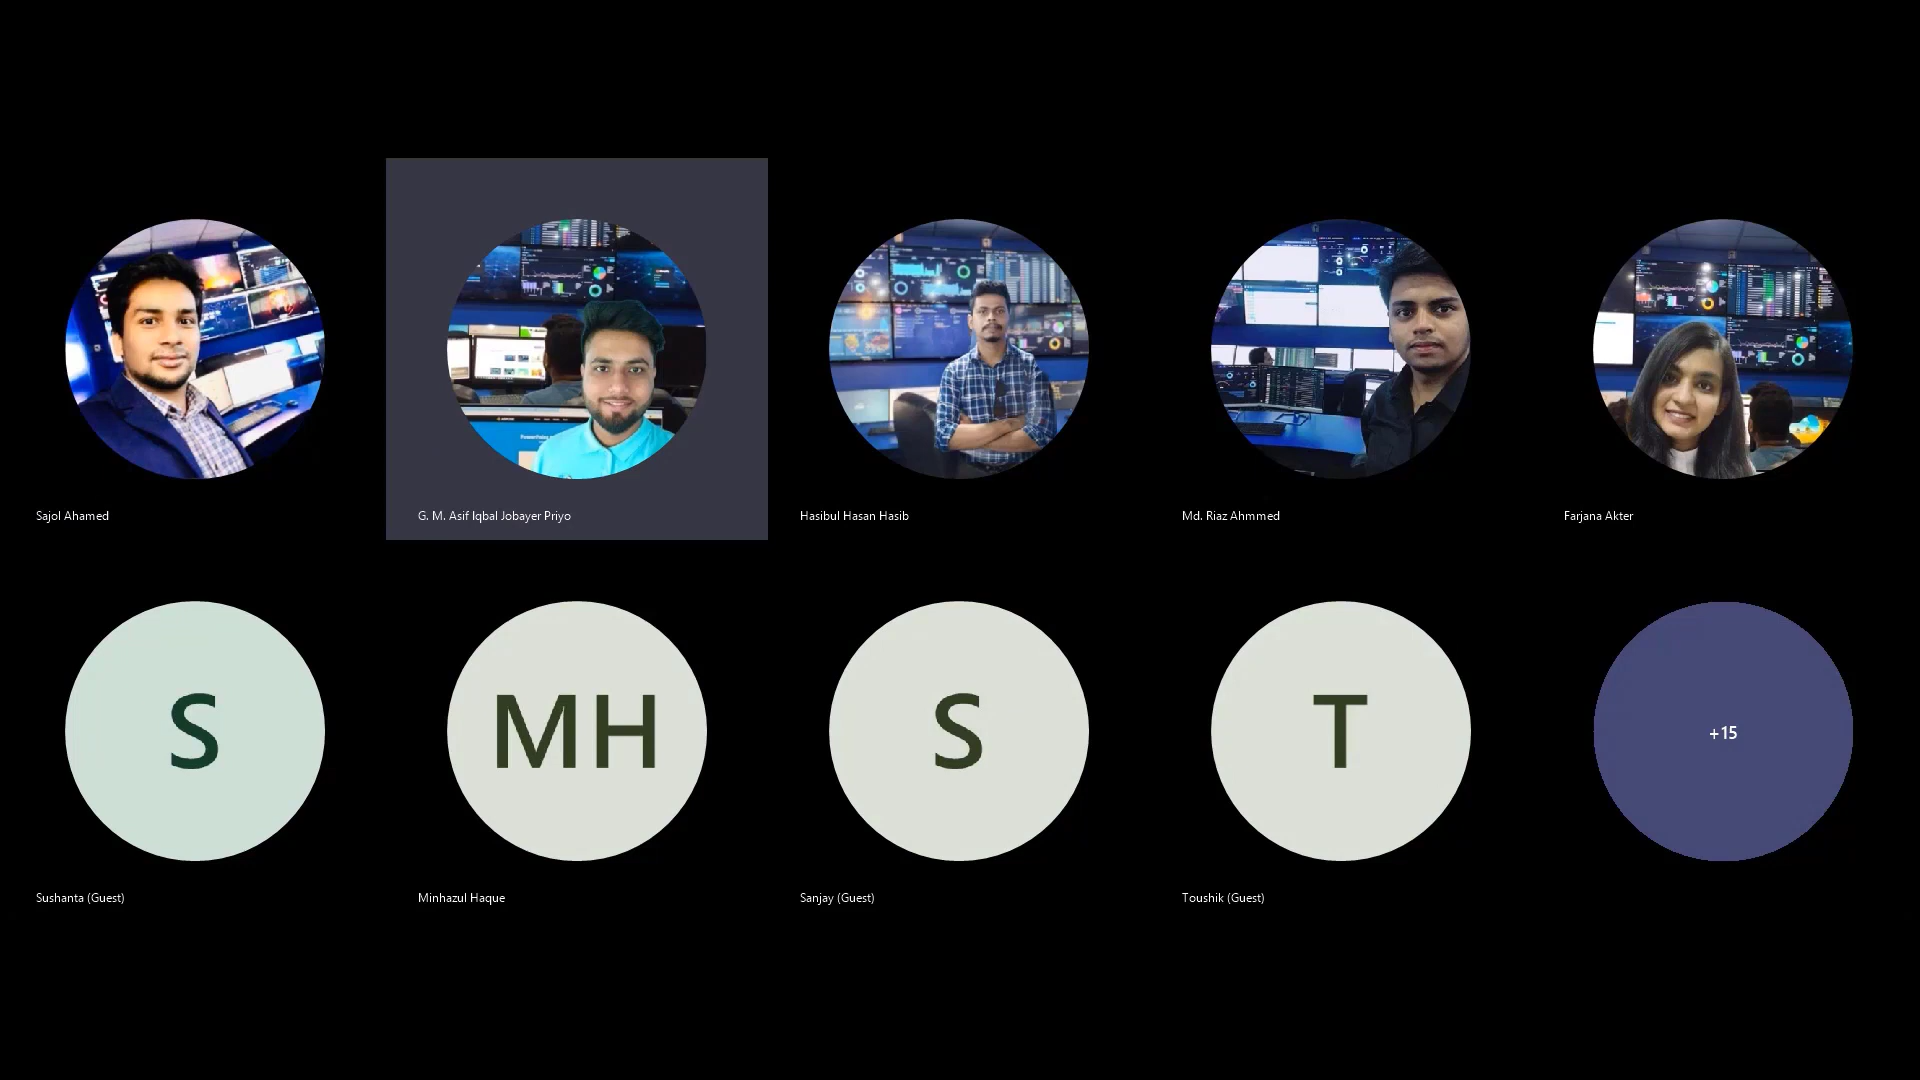 Sajol Ahamed
G. M. Asif Iqbal Jobayer Priyo
Hasibul Hasan Hasib
Md. Riaz Ahmmed
Farjana Akter
S
MH
S
T
+15
Sushanta (Guest)
Minhazul Haque
Sanjay (Guest)
Toushik (Guest)